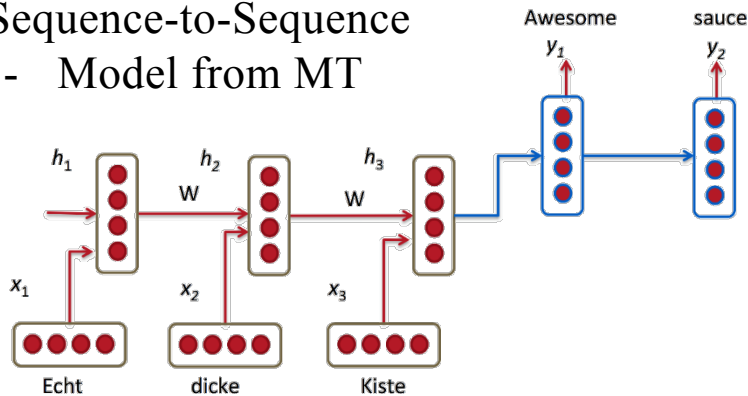 Sequence-to-Sequence
- Model from MT
Awesome sauce
y1 y2
h1 h2 h3
W W
x1 x2 x3
Echt dicke Kiste